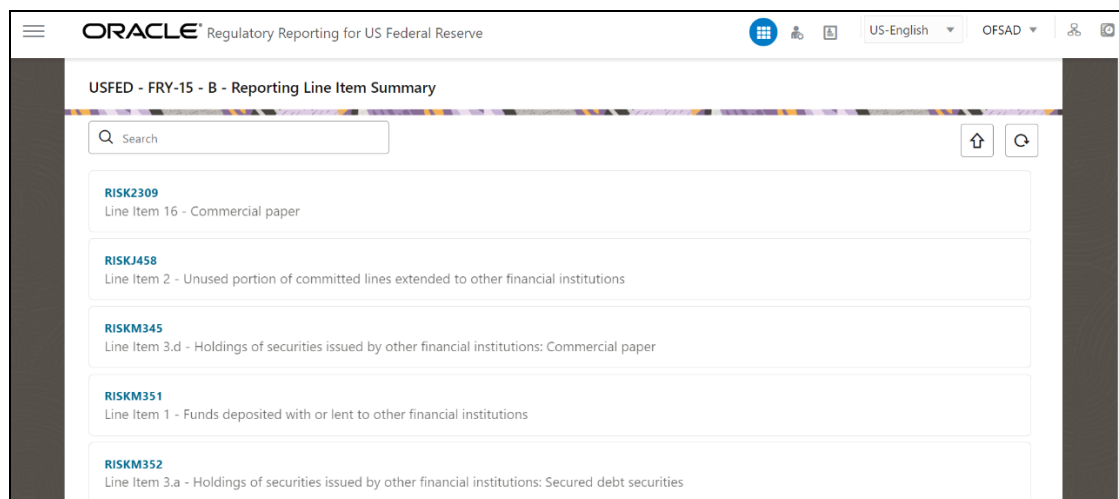 ORACLE® Regulatory Reporting for US Federal Reserve US-English OFSAD
USFED - FRY-15 - B - Reporting Line Item Summary
Search
RISK2309
Line Item 16 - Commercial paper
RISKJ458
Line Item 2 - Unused portion of committed lines extended to other financial institutions
RISKM345
Line Item 3.d - Holdings of securities issued by other financial institutions: Commercial paper
RISKM351
Line Item 1 - Funds deposited with or lent to other financial institutions
RISKM352
Line Item 3.a - Holdings of securities issued by other financial institutions: Secured debt securities